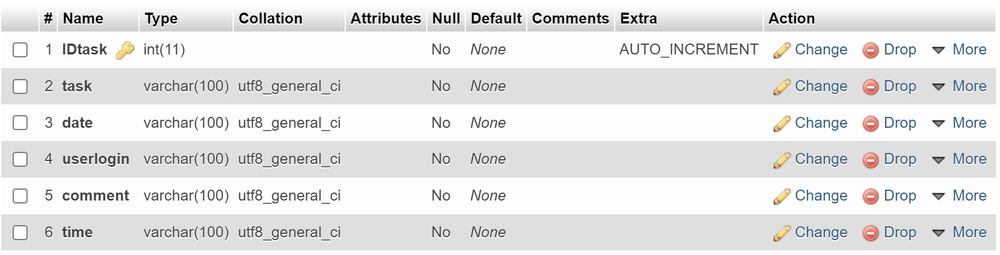 # Name Type Collation Attributes Null Default Comments Extra Action
1 IDtask int(11) No None AUTO_INCREMENT Change Drop More
2 task varchar(100) utf8_general_ci No None Change Drop More
3 date varchar(100) utf8_general_ci No None Change Drop More
4 userlogin varchar(100) utf8_general_ci No None Change Drop More
5 comment varchar(100) utf8_general_ci No None Change Drop More
6 time varchar(100) utf8_general_ci No None Change Drop More